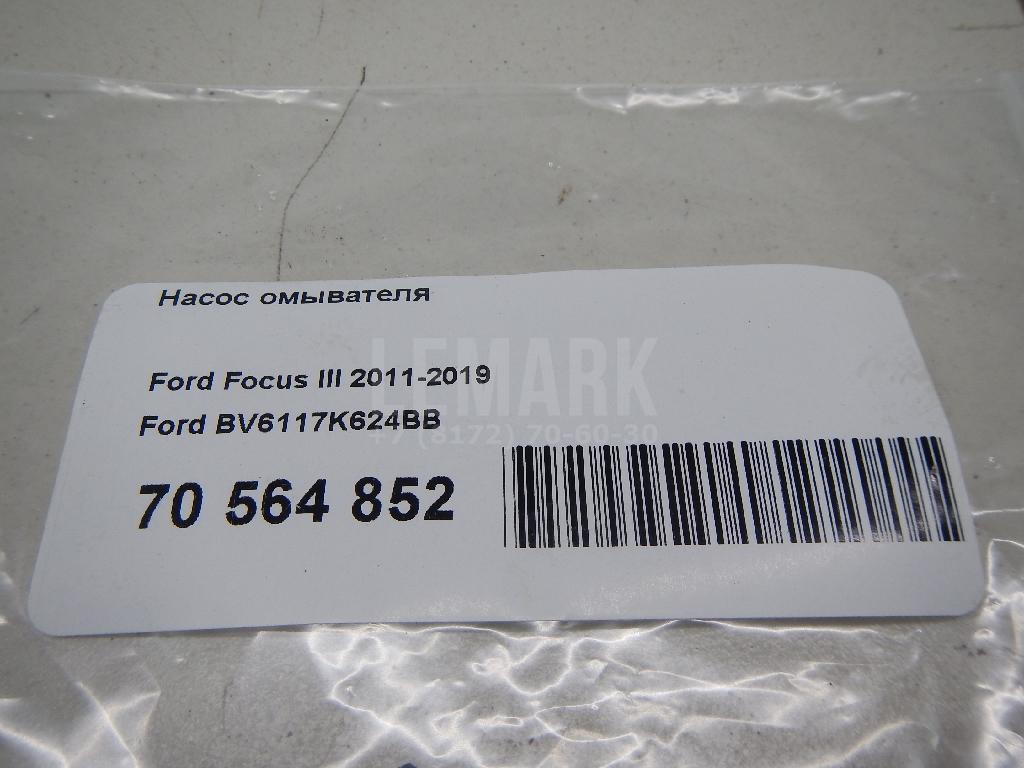 Насос омывателя
Ford Focus III 2011-2019
Ford BV6117K624BB
70 564 852
LEMARK
+7 (8172) 70-60-30